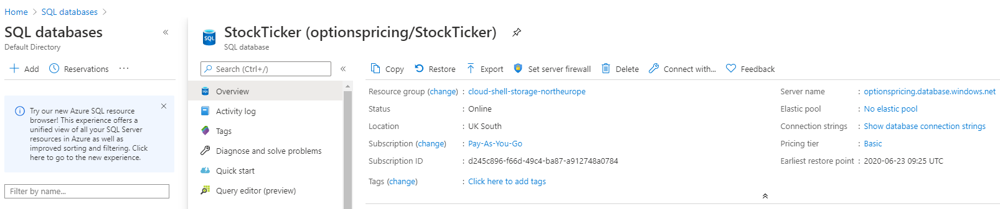 Home > SQL databases >
SQL databases «
Default Directory
+ Add Reservations ...
Try our new Azure SQL resource
browser! This experience offers a
unified view of all your SQL Server
resources in Azure as well as
improved sorting and filtering. Click
here to go to the new experience.
Filter by name...
SQL
StockTicker (optionspricing/StockTicker)
SQL database
Search (Ctrl+/) «
SQL Overview
Activity log
Tags
Diagnose and solve problems
Quick start
Query editor (preview)
Copy Restore Export Set server firewall Delete Connect with... Feedback
Resource group (change) : cloud-shell-storage-northeurope
Status : Online
Location : UK South
Subscription (change) : Pay-As-You-Go
Subscription ID : d245c896-f66d-49c4-ba87-a912748a0784
Tags (change) : Click here to add tags
Server name : optionspricing.database.windows.net
Elastic pool : No elastic pool
Connection strings : Show database connection strings
Pricing tier : Basic
Earliest restore point : 2020-06-23 09:25 UTC